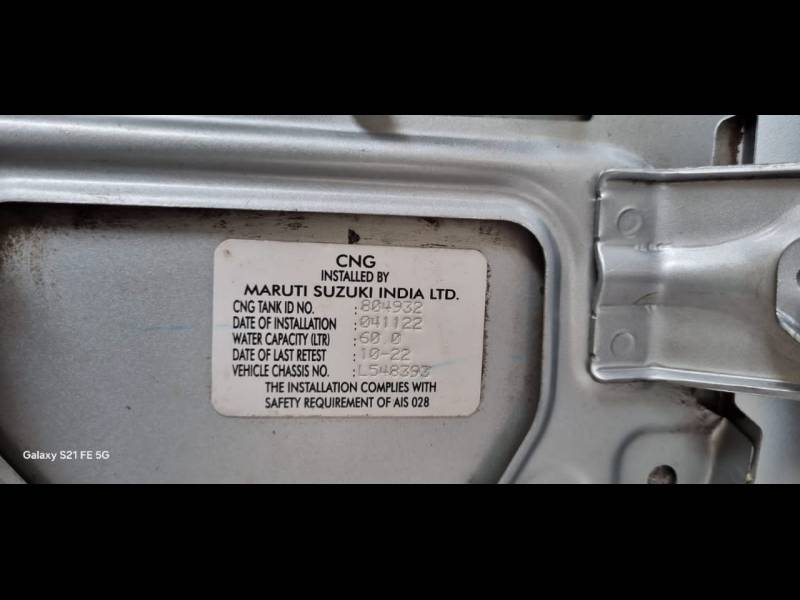 CNG
INSTALLED BY
MARUTI SUZUKI INDIA LTD.
CNG TANK ID NO. : 804932
DATE OF INSTALLATION : 041122
WATER CAPACITY (LTR) : 60.0
DATE OF LAST RETEST : 10-22
VEHICLE CHASSIS NO. : L548393
THE INSTALLATION COMPLIES WITH
SAFETY REQUIREMENT OF AIS 028
Galaxy S21 FE 5G